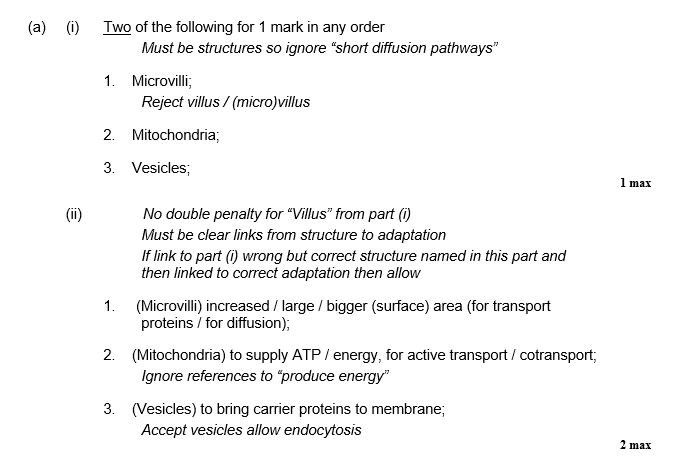 (a) (i) Two of the following for 1 mark in any order
Must be structures so ignore “short diffusion pathways”
1. Microvilli;
Reject villus / (micro)villus
2. Mitochondria;
3. Vesicles;
1 max
(ii) No double penalty for “Villus” from part (i)
Must be clear links from structure to adaptation
If link to part (i) wrong but correct structure named in this part and
then linked to correct adaptation then allow
1. (Microvilli) increased / large / bigger (surface) area (for transport
proteins / for diffusion);
2. (Mitochondria) to supply ATP / energy, for active transport / cotransport;
Ignore references to “produce energy”
3. (Vesicles) to bring carrier proteins to membrane;
Accept vesicles allow endocytosis
2 max